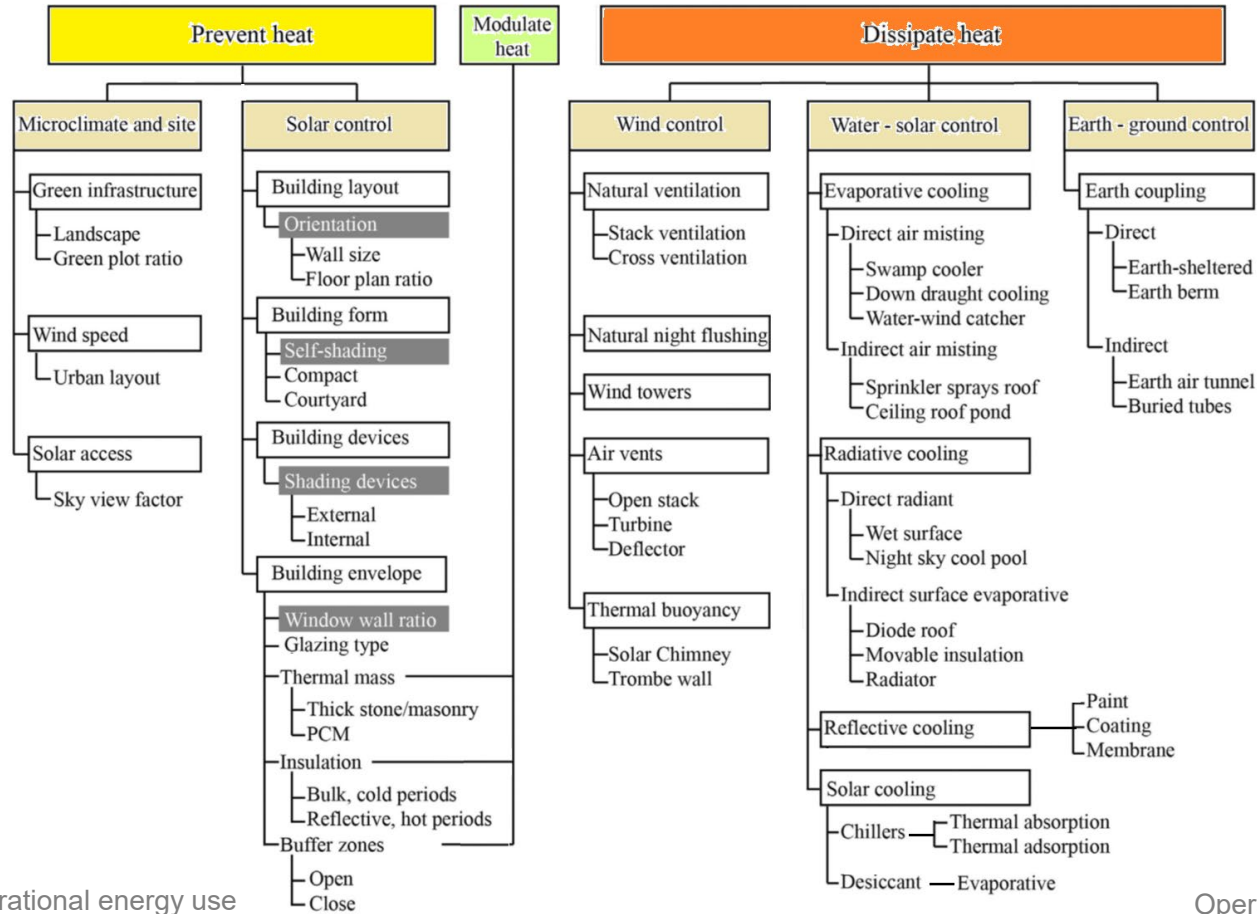 Prevent heat
Modulate
heat
Dissipate heat
Microclimate and site
Solar control
Wind control
Water - solar control
Earth - ground control
Green infrastructure
Landscape
Green plot ratio
Wind speed
Urban layout
Solar access
Sky view factor
Building layout
Orientation
Wall size
Floor plan ratio
Building form
Self-shading
Compact
Courtyard
Building devices
Shading devices
External
Internal
Building envelope
Window wall ratio
Glazing type
Thermal mass
Thick stone/masonry
PCM
Insulation
Bulk, cold periods
Reflective, hot periods
Buffer zones
Open
Close
Natural ventilation
Stack ventilation
Cross ventilation
Natural night flushing
Wind towers
Air vents
Open stack
Turbine
Deflector
Thermal buoyancy
Solar Chimney
Trombe wall
Evaporative cooling
Direct air misting
Swamp cooler
Down draught cooling
Water-wind catcher
Indirect air misting
Sprinkler sprays roof
Ceiling roof pond
Radiative cooling
Direct radiant
Wet surface
Night sky cool pool
Indirect surface evaporative
Diode roof
Movable insulation
Radiator
Reflective cooling
Paint
Coating
Membrane
Solar cooling
Chillers
Thermal absorption
Thermal adsorption
Desiccant
Evaporative
Earth coupling
Direct
Earth-sheltered
Earth berm
Indirect
Earth air tunnel
Buried tubes
rational energy use
Oper